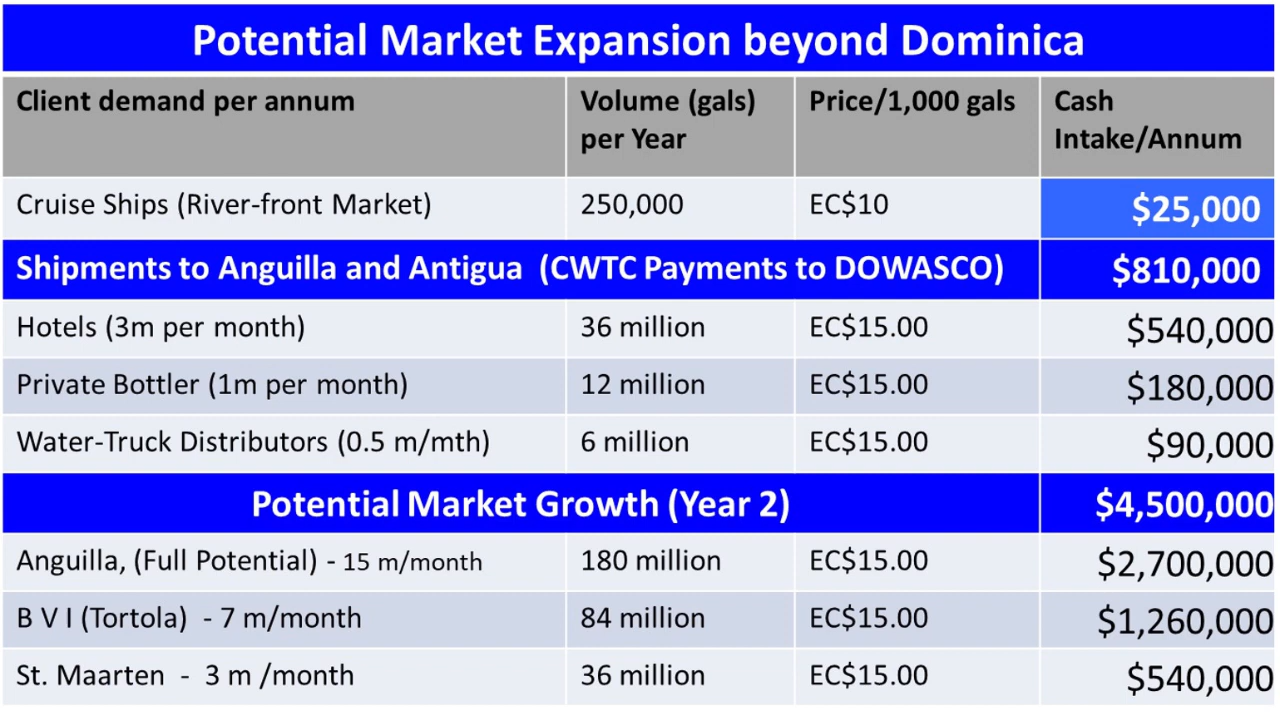 Potential Market Expansion beyond Dominica
Client demand per annum Volume (gals) per Year Price/1,000 gals Cash Intake/Annum
Cruise Ships (River-front Market) 250,000 EC$10 $25,000
Shipments to Anguilla and Antigua (CWTC Payments to DOWASCO) $810,000
Hotels (3m per month) 36 million EC$15.00 $540,000
Private Bottler (1m per month) 12 million EC$15.00 $180,000
Water-Truck Distributors (0.5 m/mth) 6 million EC$15.00 $90,000
Potential Market Growth (Year 2) $4,500,000
Anguilla, (Full Potential) - 15 m/month 180 million EC$15.00 $2,700,000
B V I (Tortola) - 7 m/month 84 million EC$15.00 $1,260,000
St. Maarten - 3 m /month 36 million EC$15.00 $540,000